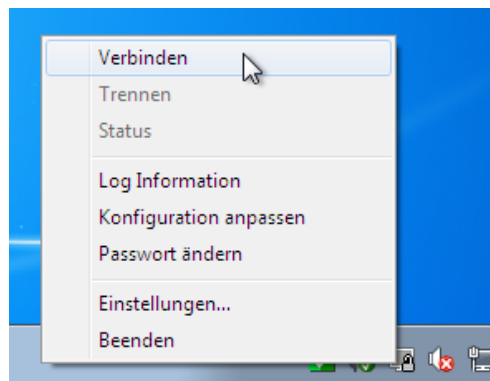 Verbinden
Trennen
Status
Log Information
Konfiguration anpassen
Passwort ändern
Einstellungen...
Beenden